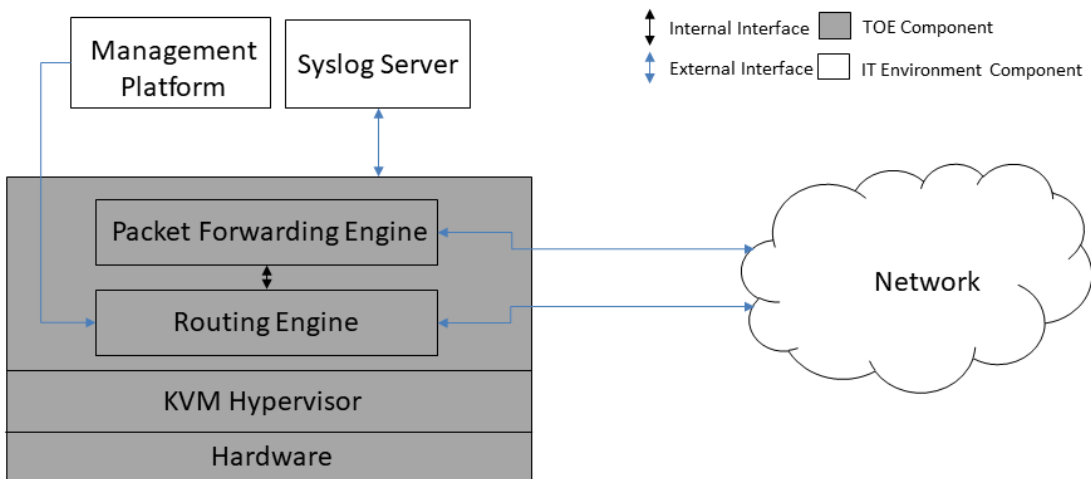 Management
Platform
Syslog Server
Internal Interface
TOE Component
External Interface
IT Environment Component
Packet Forwarding Engine
Routing Engine
KVM Hypervisor
Hardware
Network